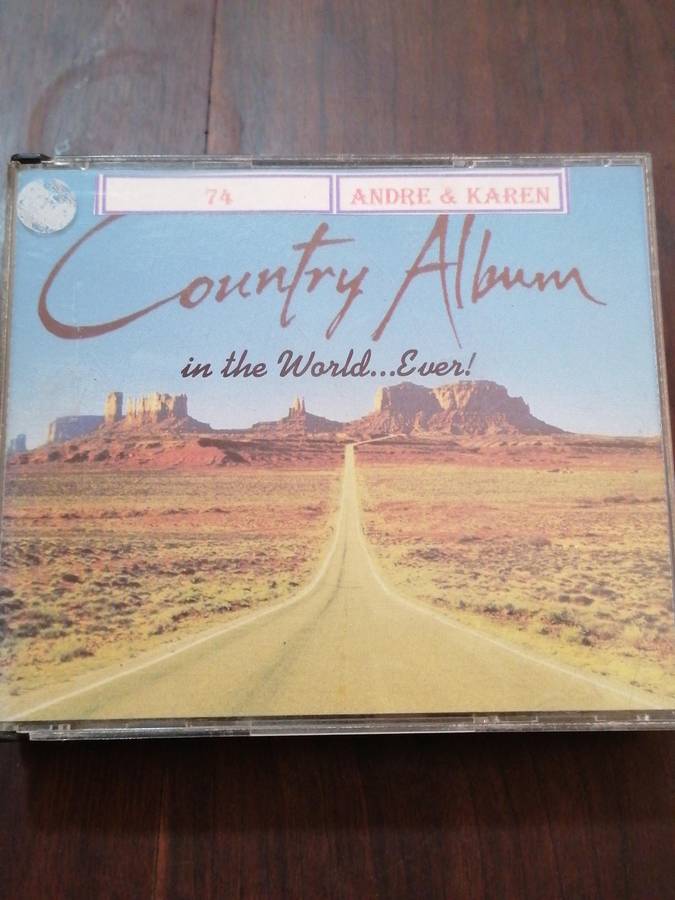 74 ANDRE & KAREN
Country Album
in the World...Ever!